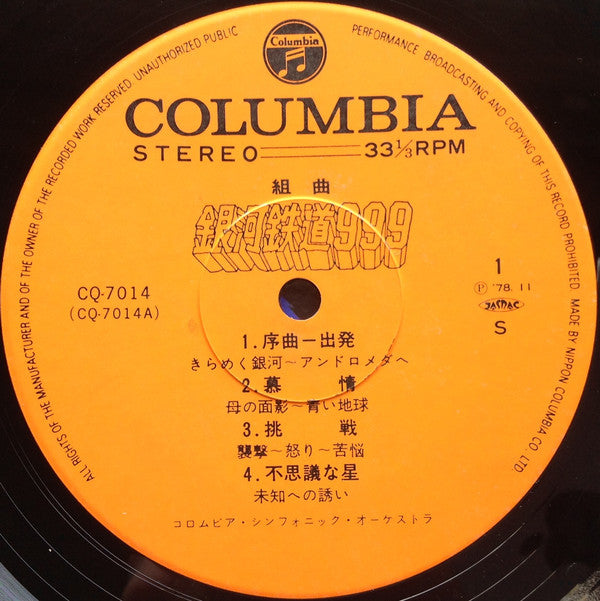 ALL RIGHTS OF THE MANUFACTURER AND OF THE OWNER OF THE RECORDED WORK RESERVED. UNAUTHORIZED PUBLIC PERFORMANCE BROADCASTING AND COPYING OF THIS RECORD PROHIBITED. MADE BY NIPPON COLUMBIA CO. LTD.
Columbia
COLUMBIA
STEREO 33 1/3 RPM
組曲
銀河鉄道999
CQ-7014
(CQ-7014A)
1
Ⓟ '78.11
JASRAC
S
1.序曲―出発
きらめく銀河～アンドロメダへ
2.慕情
母の面影～青い地球
3.挑戦
襲撃～怒り～苦悩
4.不思議な星
未知への誘い
コロムビア・シンフォニック・オーケストラ